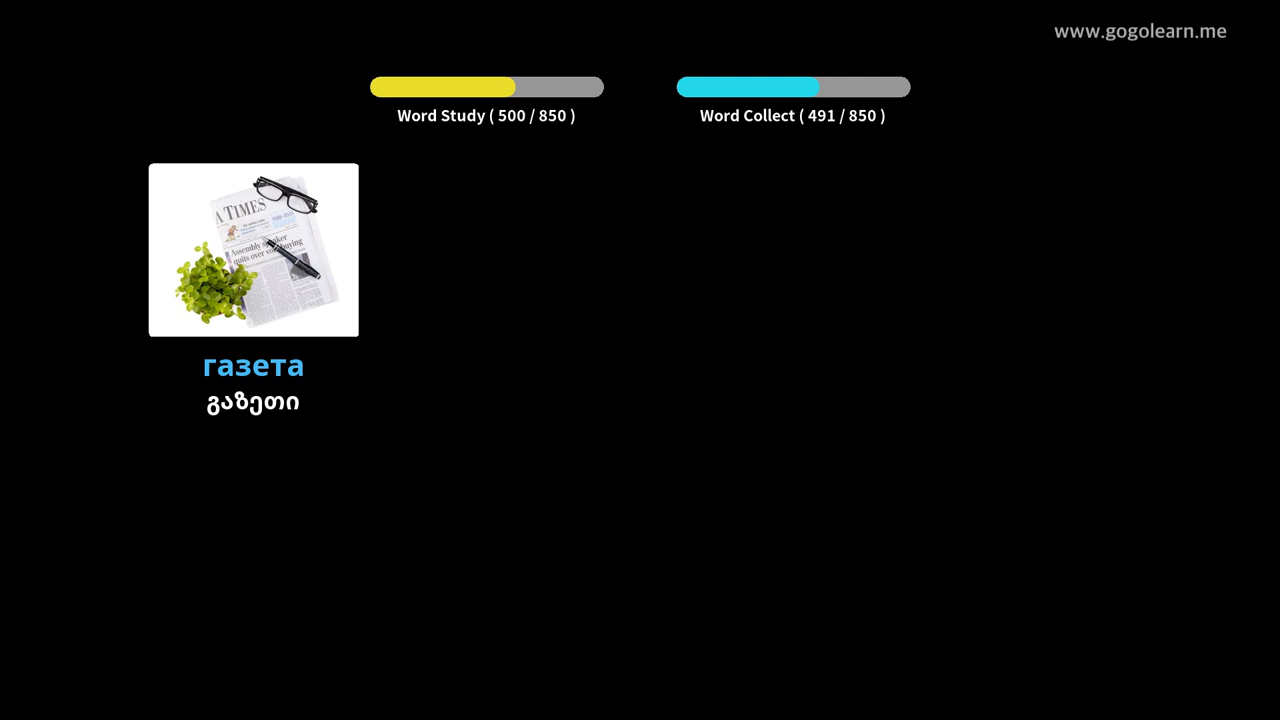 www.gogolearn.me
Word Study ( 500 / 850 )
Word Collect ( 491 / 850 )
A TIMES
Assembly speaker
quits over vote buying
газета
გაზეთი